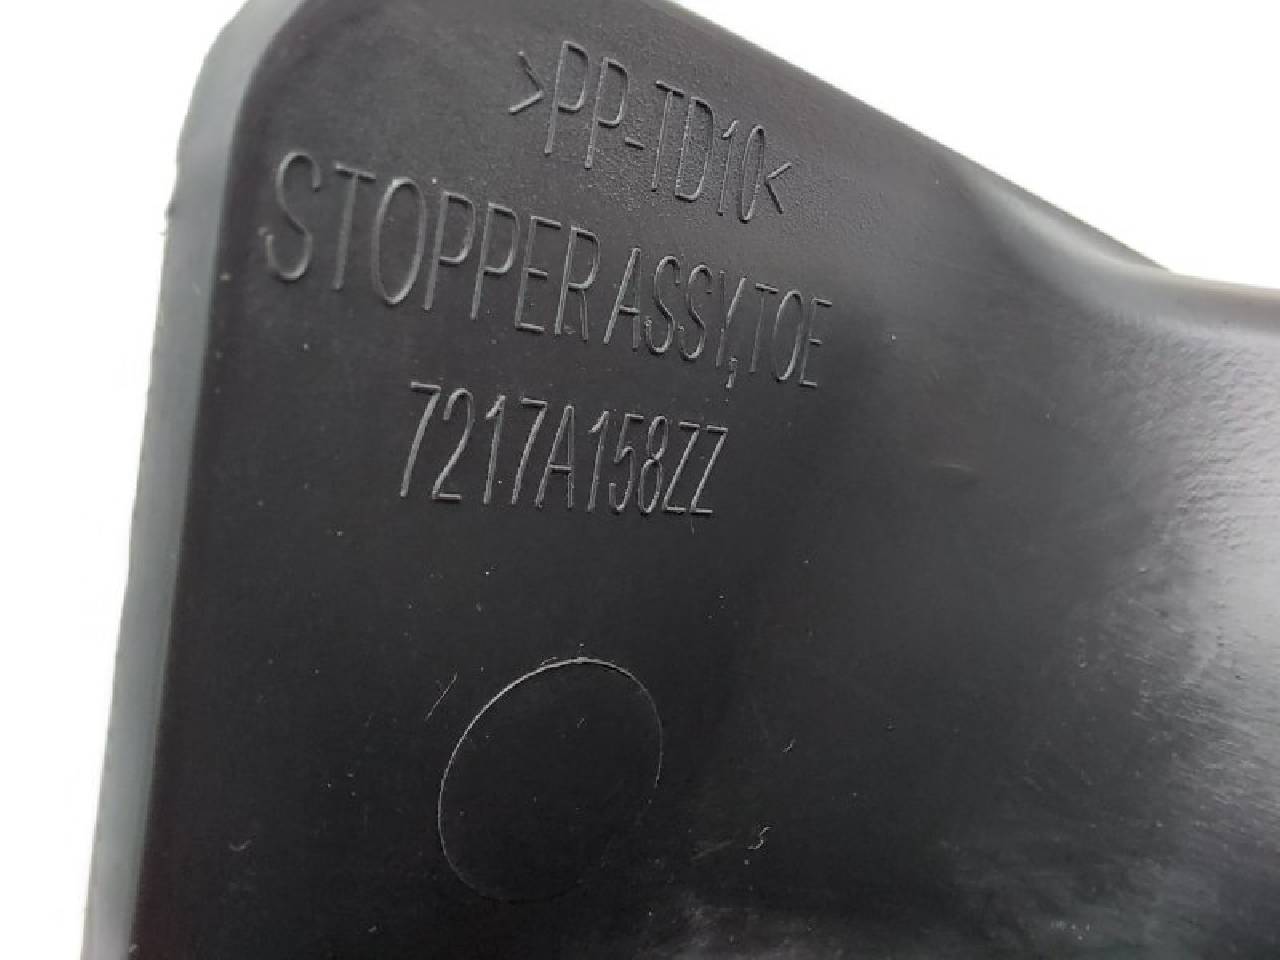 >PP-TD10<
STOPPER ASSY,TOE
7217A158ZZ